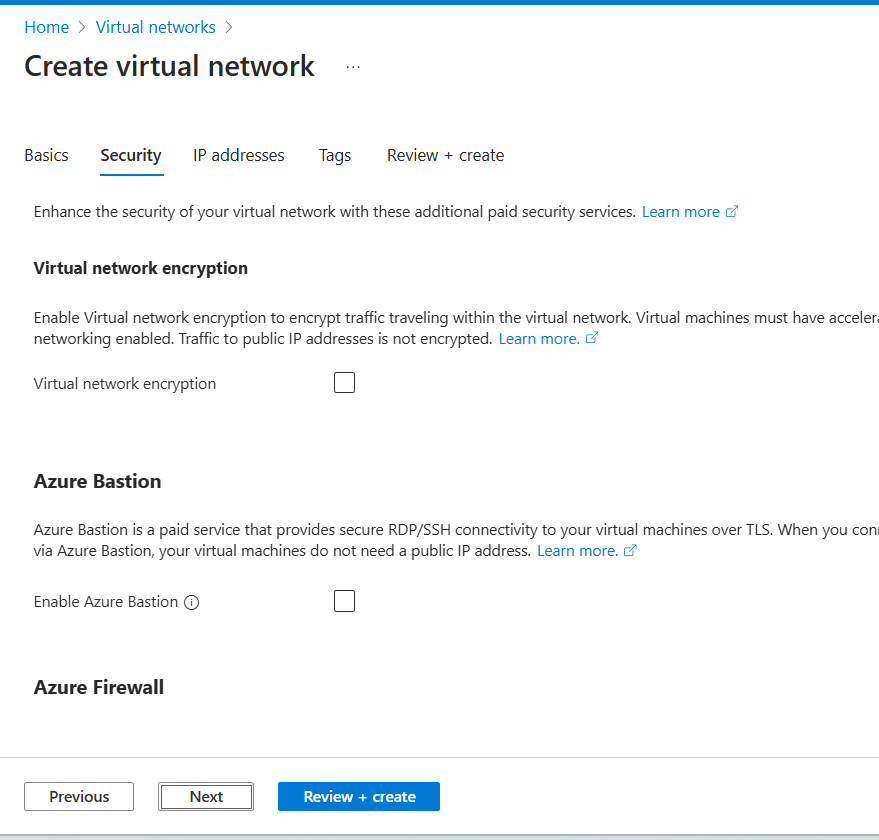 Home > Virtual networks >
Create virtual network ...
Basics Security IP addresses Tags Review + create
Enhance the security of your virtual network with these additional paid security services. Learn more
Virtual network encryption
Enable Virtual network encryption to encrypt traffic traveling within the virtual network. Virtual machines must have
networking enabled. Traffic to public IP addresses is not encrypted. Learn more.
Virtual network encryption
Azure Bastion
Azure Bastion is a paid service that provides secure RDP/SSH connectivity to your virtual machines over TLS. When you
via Azure Bastion, your virtual machines do not need a public IP address. Learn more.
Enable Azure Bastion
Azure Firewall
Previous Next Review + create